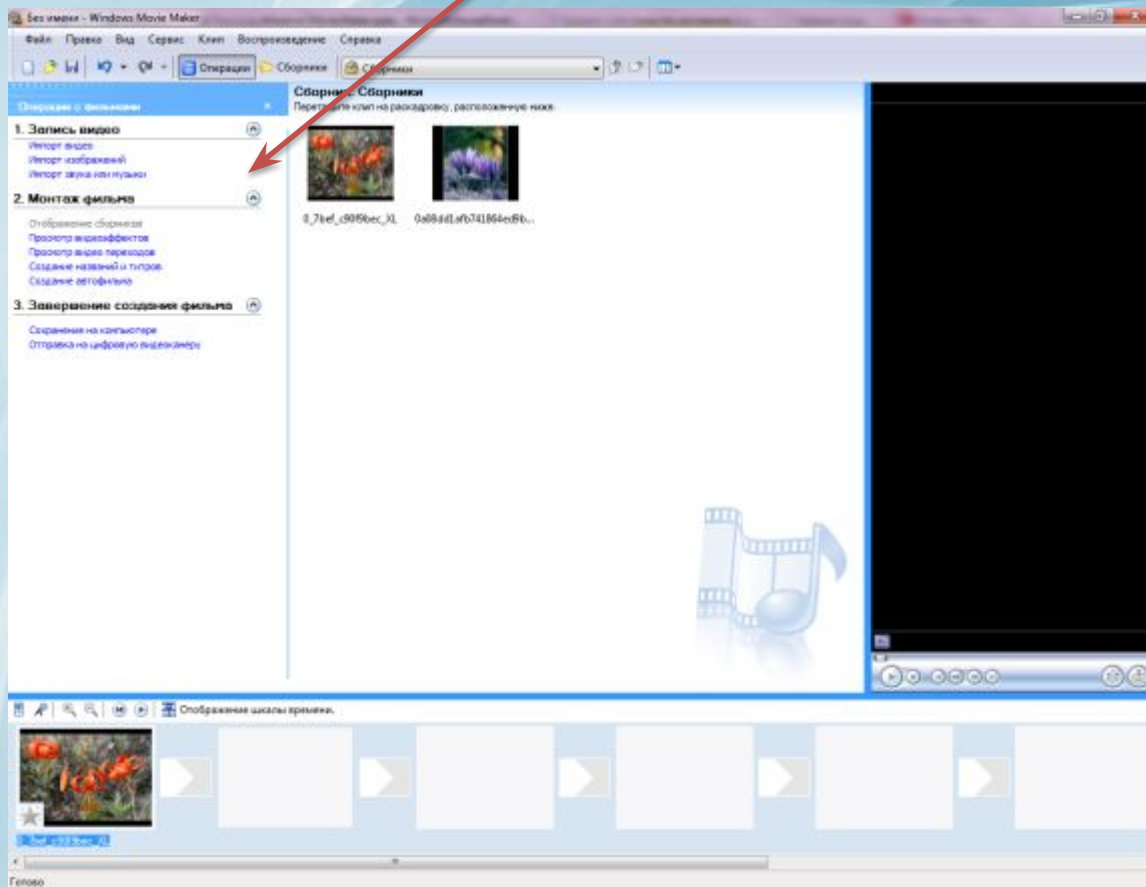 Без имени - Windows Movie Maker
Файл Правка Вид Сервис Клип Воспроизведение Справка
Операции Сборники Сборники
Операции с фильмами
Сборник: Сборники
Перетащите клип на раскадровку, расположенную ниже.
1. Запись видео
Импорт видео
Импорт изображений
Импорт звука или музыки
2. Монтаж фильма
Отображение сборников
Просмотр видеоэффектов
Просмотр видео переходов
Создание названий и титров
Создание автофильма
3. Завершение создания фильма
Сохранение на компьютере
Отправка на цифровую видеокамеру
0_7bef_c90f9bec_XL
Отображение шкалы времени.
0_7bef_c90f9bec_XL
Готово